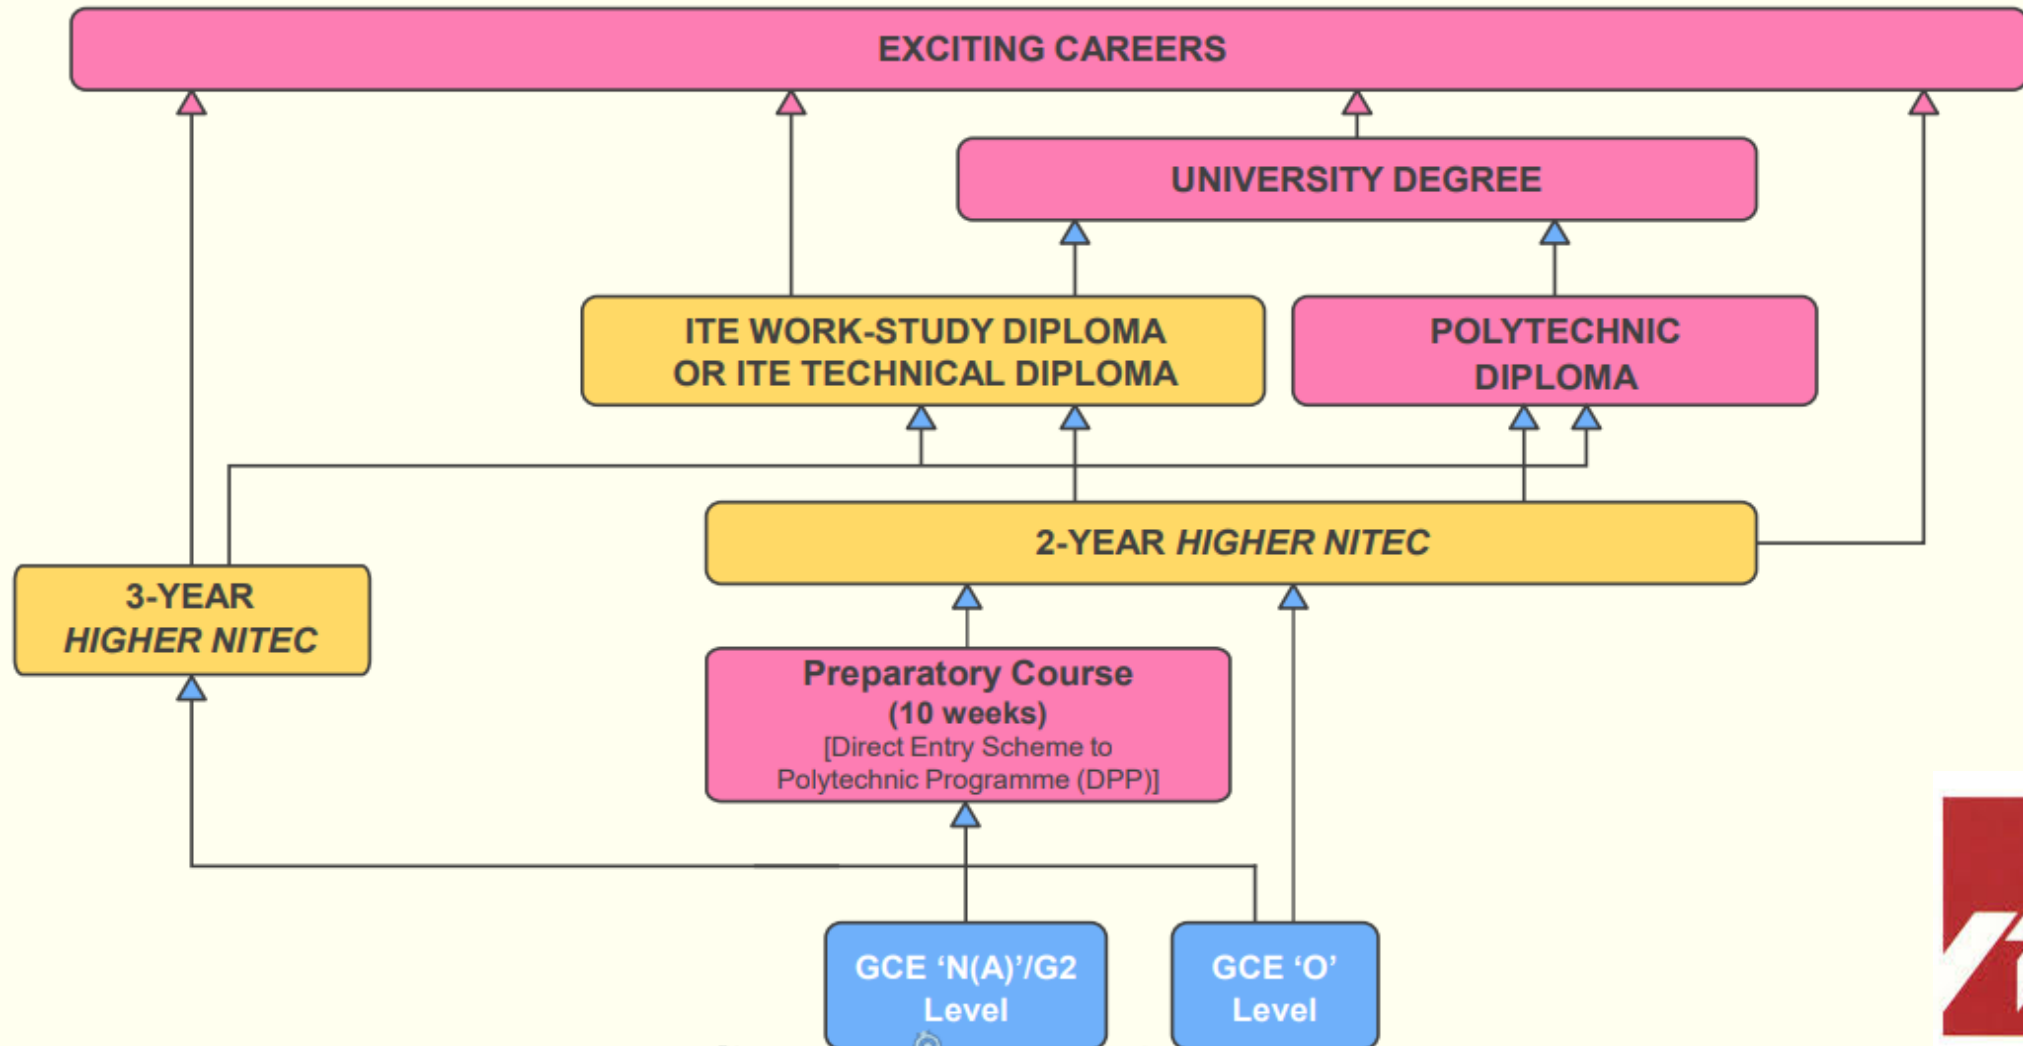 EXCITING CAREERS
UNIVERSITY DEGREE
ITE WORK-STUDY DIPLOMA
OR ITE TECHNICAL DIPLOMA
POLYTECHNIC
DIPLOMA
2-YEAR HIGHER NITEC
3-YEAR
HIGHER NITEC
Preparatory Course
(10 weeks)
[Direct Entry Scheme to
Polytechnic Programme (DPP)]
GCE ‘N(A)’/G2
Level
GCE ‘O’
Level